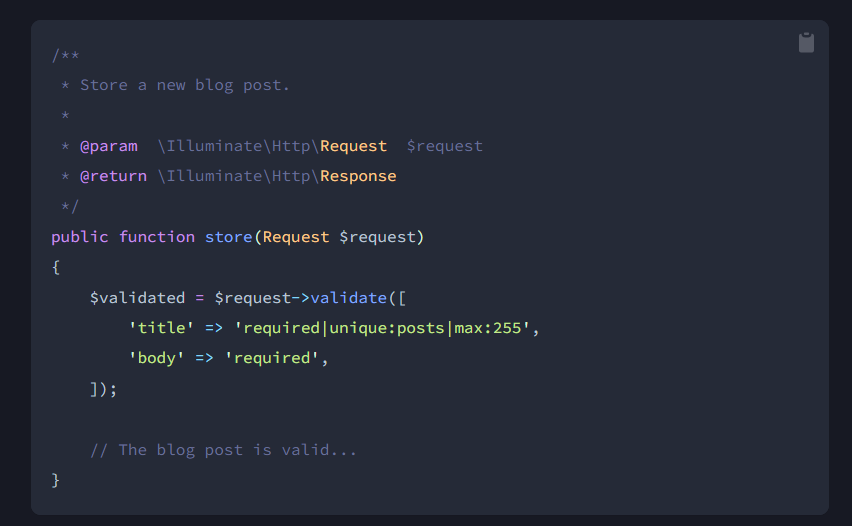 /**
 * Store a new blog post.
 *
 * @param  \Illuminate\Http\Request  $request
 * @return \Illuminate\Http\Response
 */
public function store(Request $request)
{
    $validated = $request->validate([
        'title' => 'required|unique:posts|max:255',
        'body' => 'required',
    ]);

    // The blog post is valid...
}